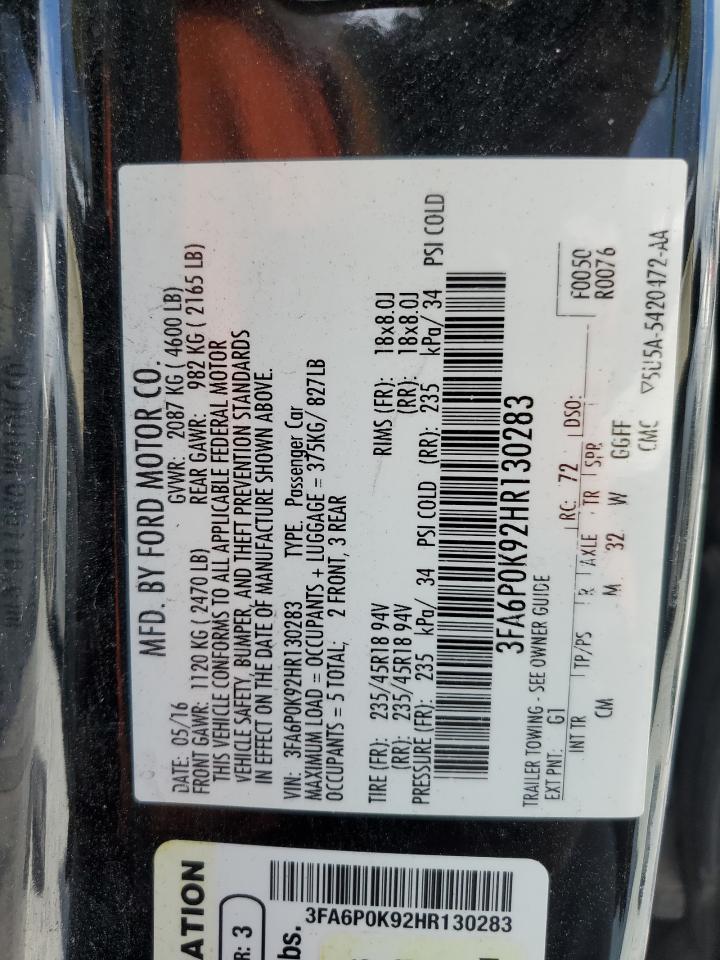 MFD. BY FORD MOTOR CO.
DATE: 05/16 GVWR: 2087 KG ( 4600 LB)
FRONT GAWR: 1120 KG ( 2470 LB) REAR GAWR: 982 KG ( 2165 LB)
THIS VEHICLE CONFORMS TO ALL APPLICABLE FEDERAL MOTOR
VEHICLE SAFETY, BUMPER, AND THEFT PREVENTION STANDARDS
IN EFFECT ON THE DATE OF MANUFACTURE SHOWN ABOVE.
VIN: 3FA6P0K92HR130283 TYPE: Passenger Car
MAXIMUM LOAD = OCCUPANTS + LUGGAGE = 375KG/ 827LB
OCCUPANTS = 5 TOTAL: 2 FRONT, 3 REAR
TIRE (FR): 235/45R18 94V RIMS (FR): 18x8.0J
(RR): 235/45R18 94V (RR): 18x8.0J
PRESSURE (FR): 235 kPa/ 34 PSI COLD (RR): 235 kPa/ 34 PSI COLD
3FA6P0K92HR130283
TRAILER TOWING - SEE OWNER GUIDE F0050
EXT PNT: G1 RC: 72 DSO: R0076
INT TR TP/PS R AXLE TR SPR
CM M 32 W GGFF
CMC 5U5A-5420472-AA
ATION
R: 3
bs.
3FA6P0K92HR130283